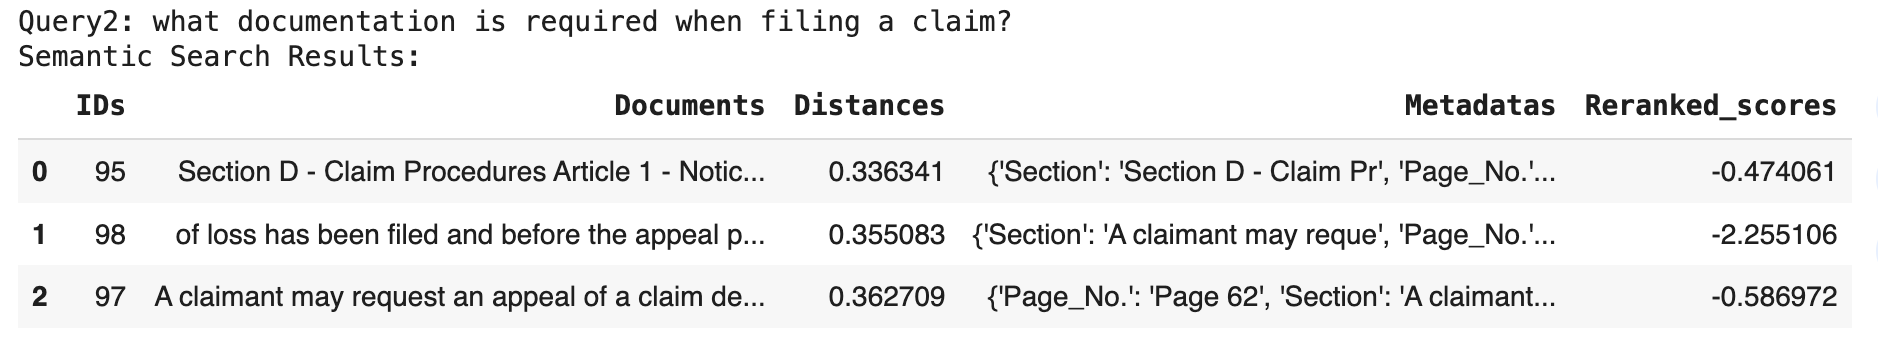 Query2: what documentation is required when filing a claim?
Semantic Search Results:
IDs Documents Distances Metadatas Reranked_scores
0 95 Section D - Claim Procedures Article 1 - Notic... 0.336341 {'Section': 'Section D - Claim Pr', 'Page_No.'... -0.474061
1 98 of loss has been filed and before the appeal p... 0.355083 {'Section': 'A claimant may reque', 'Page_No.'... -2.255106
2 97 A claimant may request an appeal of a claim de... 0.362709 {'Page_No.': 'Page 62', 'Section': 'A claimant... -0.586972